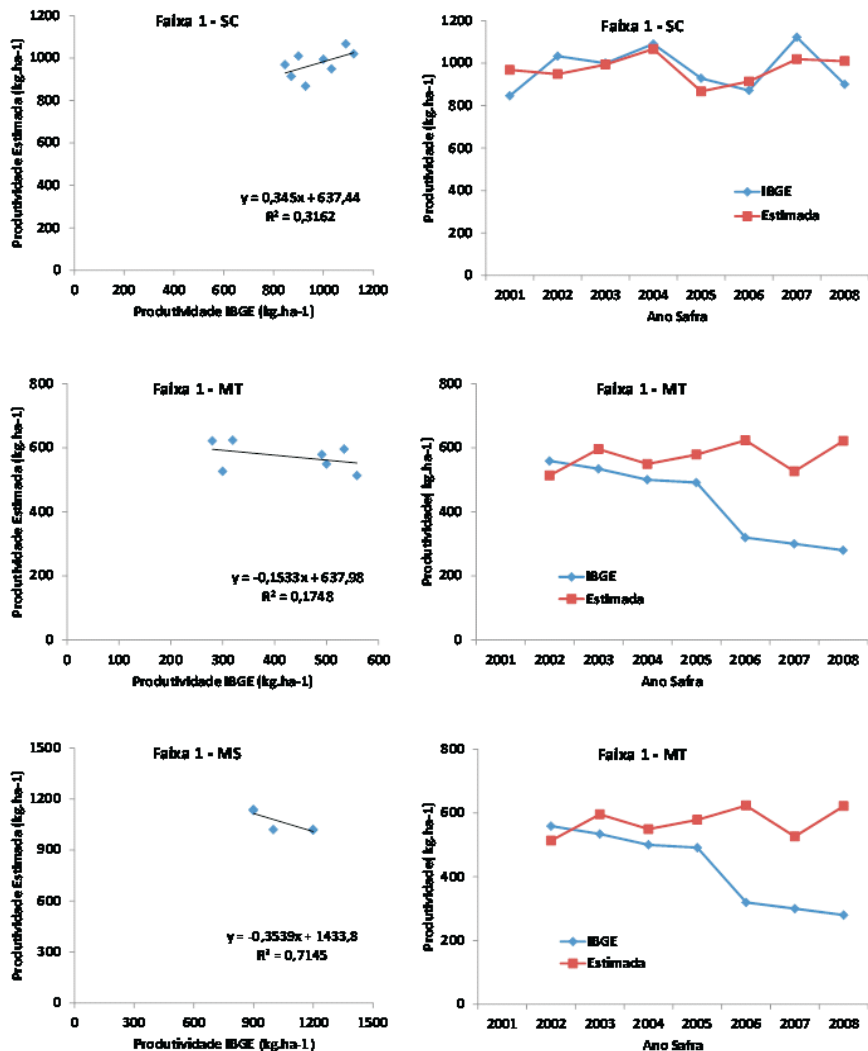 Faixa 1 - SC
Produtividade Estimada (kg.ha-1)
1200
1000
800
600
400
200
0
y = 0,345x + 637,44
R² = 0,3162
0 200 400 600 800 1000 1200
Produtividade IBGE (kg.ha-1)
Faixa 1 - SC
Produtividade (kg.ha-1)
1200
1000
800
600
400
200
0
IBGE
Estimada
2001 2002 2003 2004 2005 2006 2007 2008
Ano Safra
Faixa 1 - MT
Produtividade Estimada (kg.ha-1)
800
600
400
200
0
y = -0,1533x + 637,98
R² = 0,1748
0 100 200 300 400 500 600
Produtividade IBGE (kg.ha-1)
Faixa 1 - MT
Produtividade( kg.ha-1)
800
600
400
200
0
IBGE
Estimada
2001 2002 2003 2004 2005 2006 2007 2008
Ano Safra
Faixa 1 - MS
Produtividade Estimada (kg.ha-1)
1500
1200
900
600
300
0
y = -0,3539x + 1433,8
R² = 0,7145
0 300 600 900 1200 1500
Produtividade IBGE (kg.ha-1)
Faixa 1 - MT
Produtividade( kg.ha-1)
800
600
400
200
0
IBGE
Estimada
2001 2002 2003 2004 2005 2006 2007 2008
Ano Safra